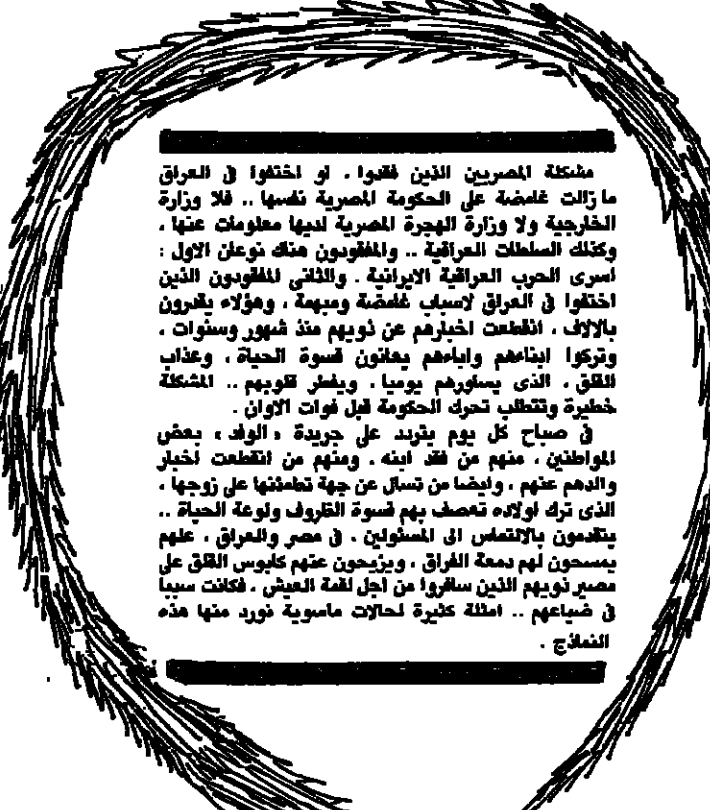 مشكلة المصريين الذين فقدوا ، او اختفوا في العراق
مازالت غامضة على الحكومة المصرية نفسها .. فلا وزارة
الخارجية ولا وزارة الهجرة المصرية لديها معلومات عنها ،
وكذلك السلطات العراقية .. والمفقودون هناك نوعان الاول :
اسرى الحرب العراقية الايرانية . والثانى المفقودون الذين
اختفوا في العراق لاسباب غامضة ومبهمة ، وهؤلاء يقدرون
بالالاف ، انقطعت اخبارهم عن ذويهم منذ شهور وسنوات ،
وتركوا ابناءهم واباءهم يعانون قسوة الحياة ، وعذاب
القلق ، الذى يساورهم يوميا ، ويفطر قلوبهم .. المشكلة
خطيرة وتتطلب تحرك الحكومة قبل فوات الاوان .
في صباح كل يوم يتردد على جريدة « الوفد » بعض
المواطنين ، منهم من فقد ابنه ، ومنهم من انقطعت اخبار
والدهم عنهم ، وايضا من تسال عن جهة تطمئنها على زوجها ،
الذى ترك اولاده تعصف بهم قسوة الظروف ولوعة الحياة ..
يتقدمون بالالتماس الى المسئولين ، في مصر والعراق ، علهم
يمسحون لهم دمعة الفراق ، ويزيحون عنهم كابوس القلق على
مصير ذويهم الذين سافروا من اجل لقمة العيش ، فكانت سببا
في ضياعهم .. امثلة كثيرة لحالات ماسوية نورد منها هذه
النماذج .